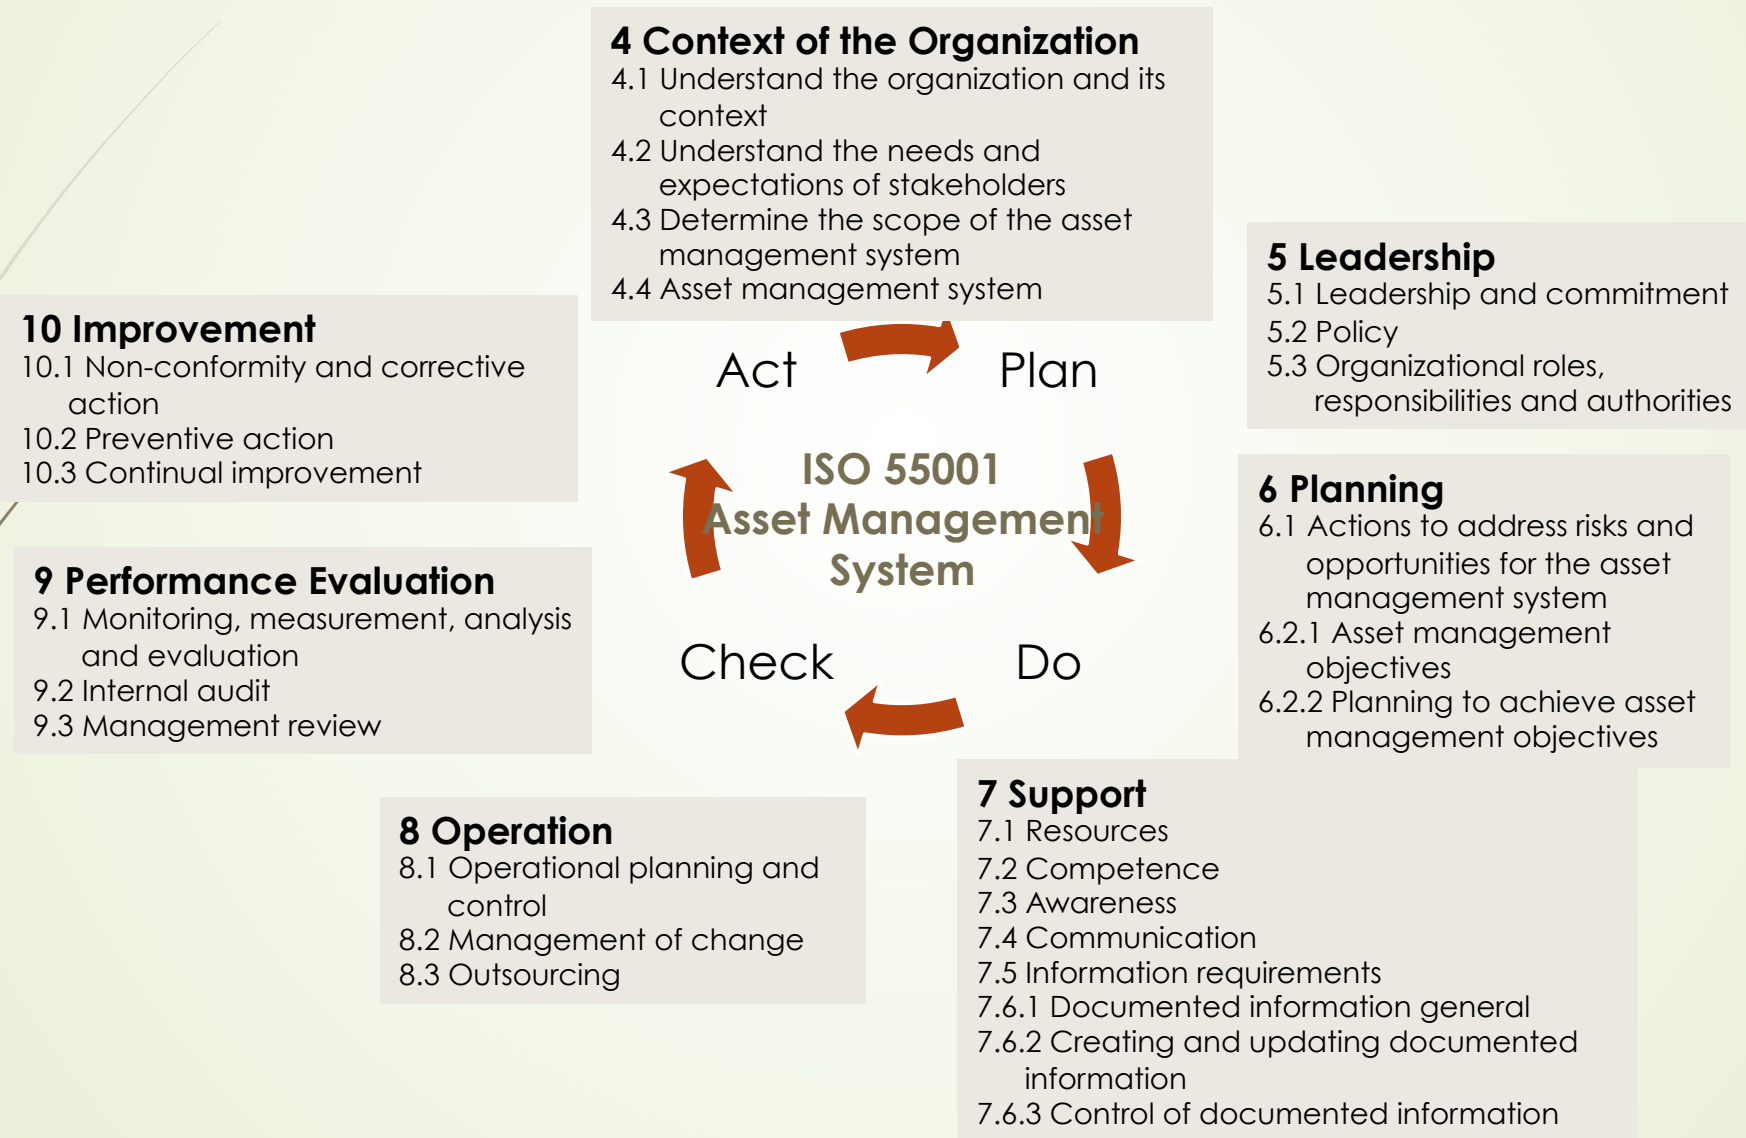 4 Context of the Organization
4.1 Understand the organization and its
context
4.2 Understand the needs and
expectations of stakeholders
4.3 Determine the scope of the asset
management system
4.4 Asset management system
5 Leadership
5.1 Leadership and commitment
5.2 Policy
5.3 Organizational roles,
responsibilities and authorities
6 Planning
6.1 Actions to address risks and
opportunities for the asset
management system
6.2.1 Asset management
objectives
6.2.2 Planning to achieve asset
management objectives
7 Support
7.1 Resources
7.2 Competence
7.3 Awareness
7.4 Communication
7.5 Information requirements
7.6.1 Documented information general
7.6.2 Creating and updating documented
information
7.6.3 Control of documented information
8 Operation
8.1 Operational planning and
control
8.2 Management of change
8.3 Outsourcing
9 Performance Evaluation
9.1 Monitoring, measurement, analysis
and evaluation
9.2 Internal audit
9.3 Management review
10 Improvement
10.1 Non-conformity and corrective
action
10.2 Preventive action
10.3 Continual improvement
Act
Plan
ISO 55001
Asset Management
System
Check
Do